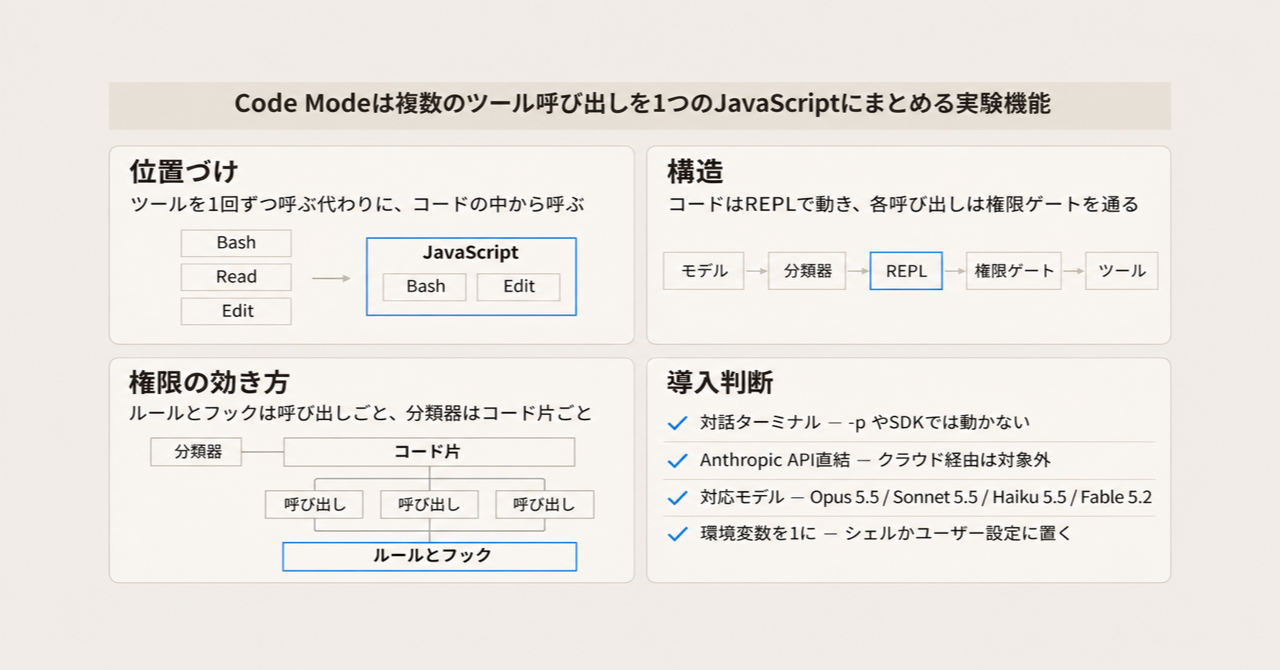 Code Modeは複数のツール呼び出しを1つのJavaScriptにまとめる実験機能
位置づけ
ツールを1回ずつ呼ぶ代わりに、コードの中から呼ぶ
Bash
Read
Edit
JavaScript
Bash
Edit
構造
コードはREPLで動き、各呼び出しは権限ゲートを通る
モデル
分類器
REPL
権限ゲート
ツール
権限の効き方
ルールとフックは呼び出しごと、分類器はコード片ごと
分類器
コード片
呼び出し
呼び出し
呼び出し
ルールとフック
導入判断
対話ターミナル — -p やSDKでは動かない
Anthropic API直結 — クラウド経由は対象外
対応モデル — Opus 5.5 / Sonnet 5.5 / Haiku 5.5 / Fable 5.2
環境変数を1に — シェルかユーザー設定に置く